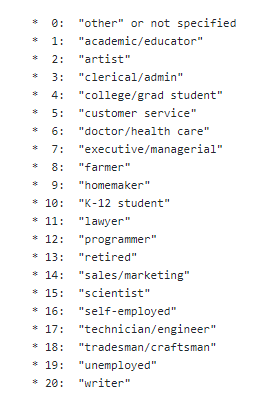 *  0:  "other" or not specified
*  1:  "academic/educator"
*  2:  "artist"
*  3:  "clerical/admin"
*  4:  "college/grad student"
*  5:  "customer service"
*  6:  "doctor/health care"
*  7:  "executive/managerial"
*  8:  "farmer"
*  9:  "homemaker"
* 10:  "K-12 student"
* 11:  "lawyer"
* 12:  "programmer"
* 13:  "retired"
* 14:  "sales/marketing"
* 15:  "scientist"
* 16:  "self-employed"
* 17:  "technician/engineer"
* 18:  "tradesman/craftsman"
* 19:  "unemployed"
* 20:  "writer"